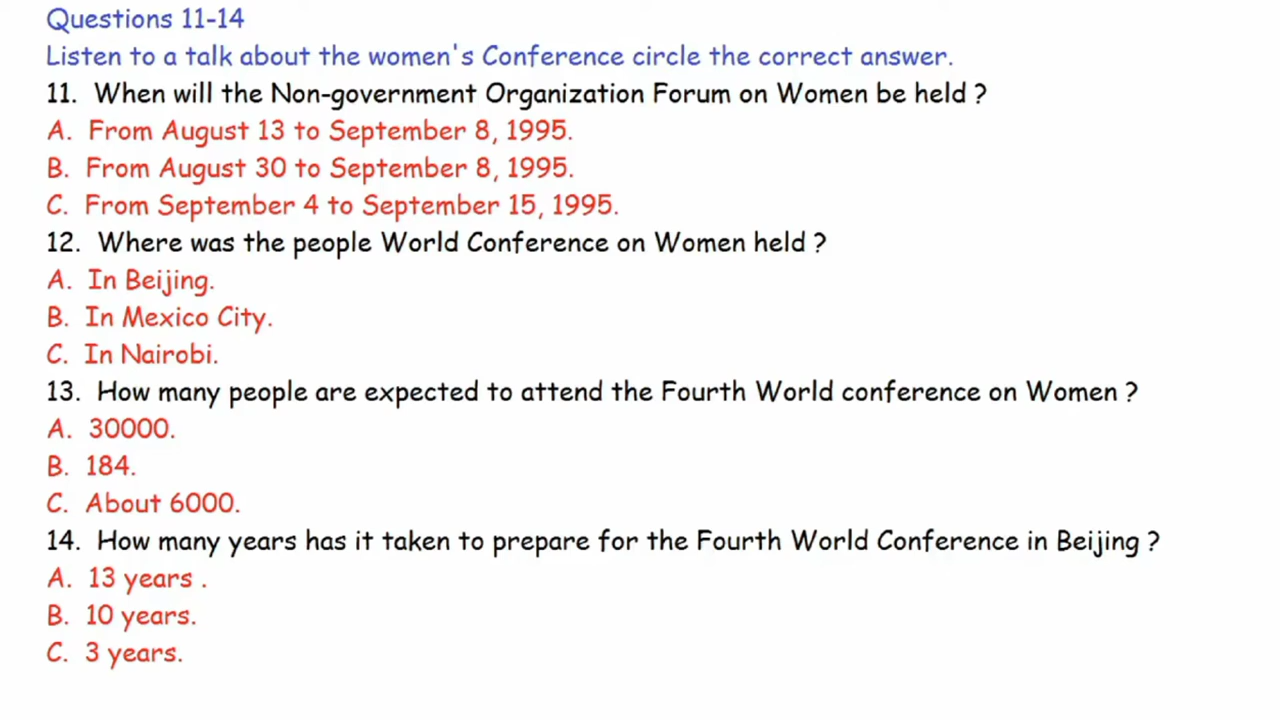 Questions 11-14
Listen to a talk about the women's Conference circle the correct answer.
11. When will the Non-government Organization Forum on Women be held ?
A. From August 13 to September 8, 1995.
B. From August 30 to September 8, 1995.
C. From September 4 to September 15, 1995.
12. Where was the people World Conference on Women held ?
A. In Beijing.
B. In Mexico City.
C. In Nairobi.
13. How many people are expected to attend the Fourth World conference on Women ?
A. 30000.
B. 184.
C. About 6000.
14. How many years has it taken to prepare for the Fourth World Conference in Beijing ?
A. 13 years .
B. 10 years.
C. 3 years.